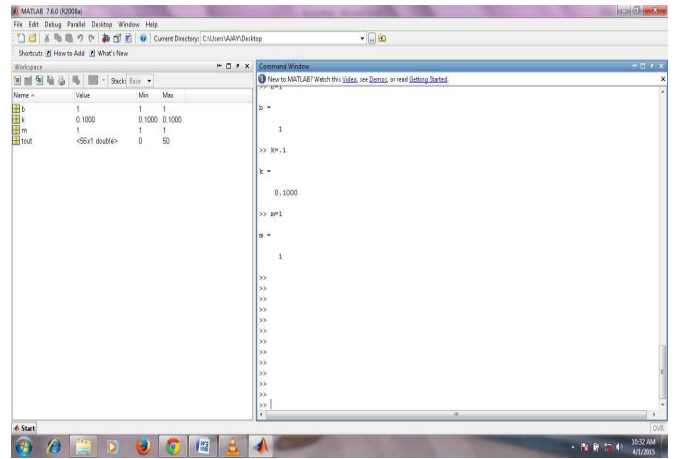 MATLAB 7.6.0 (R2008a)
File Edit Debug Parallel Desktop Window Help
Current Directory: C:\Users\AJAY\Desktop
Shortcuts How to Add What's New
Workspace
Stack: Base
Name Value Min Max
b 1 1 1
k 0.1000 0.1000 0.1000
m 1 1 1
tout <56x1 double> 0 50
Command Window
New to MATLAB? Watch this Video, see Demos, or read Getting Started.
>> b=1
b =
1
>> k=.1
k =
0.1000
>> m=1
m =
1
>>
>>
>>
>>
>>
>>
>>
>>
>>
>>
>>
>>
>>
Start
OVR
10:32 AM
4/1/2015